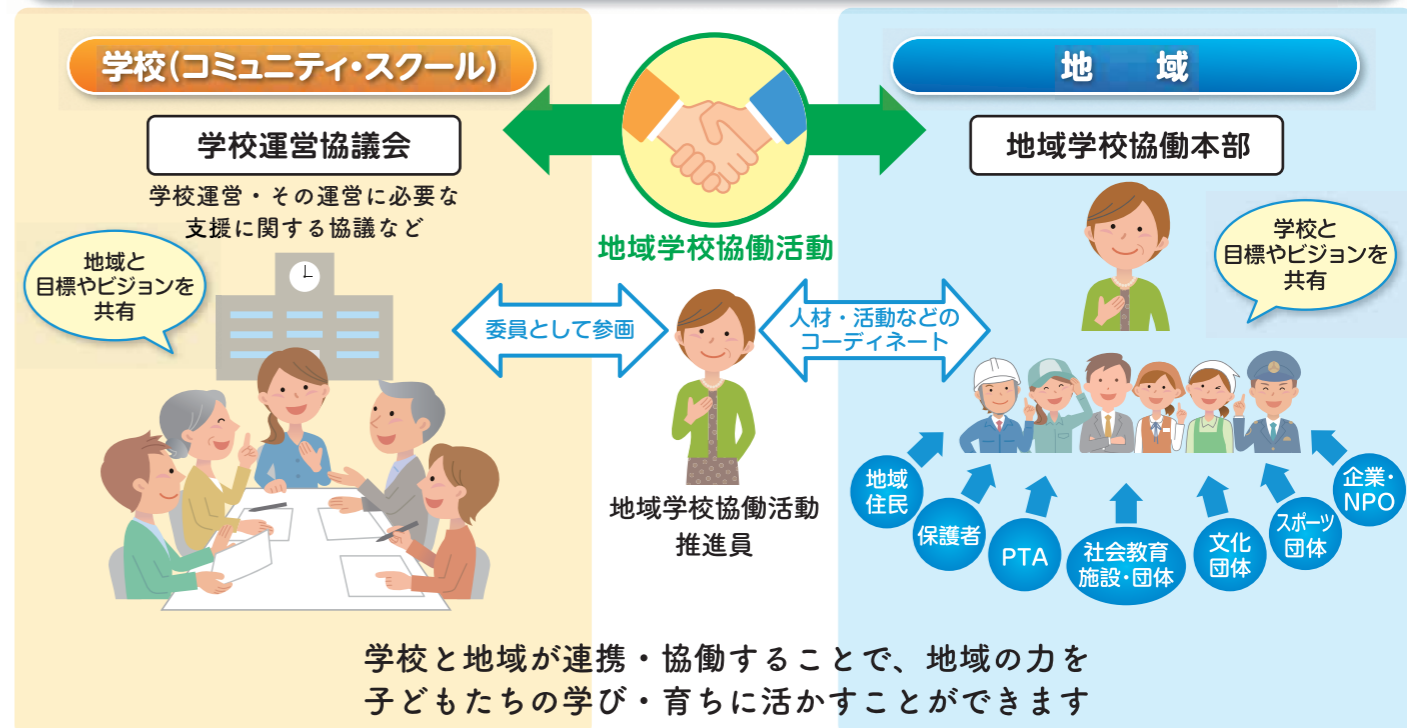 学校(コミュニティ・スクール)
学校運営協議会
学校運営・その運営に必要な
支援に関する協議など
地域と
目標やビジョンを
共有
地域学校協働活動
委員として参画
人材・活動などの
コーディネート
地域学校協働活動
推進員
地　域
地域学校協働本部
学校と
目標やビジョンを
共有
地域
住民
保護者
PTA
社会教育
施設・団体
文化
団体
スポーツ
団体
企業・
NPO
学校と地域が連携・協働することで、地域の力を
子どもたちの学び・育ちに活かすことができます